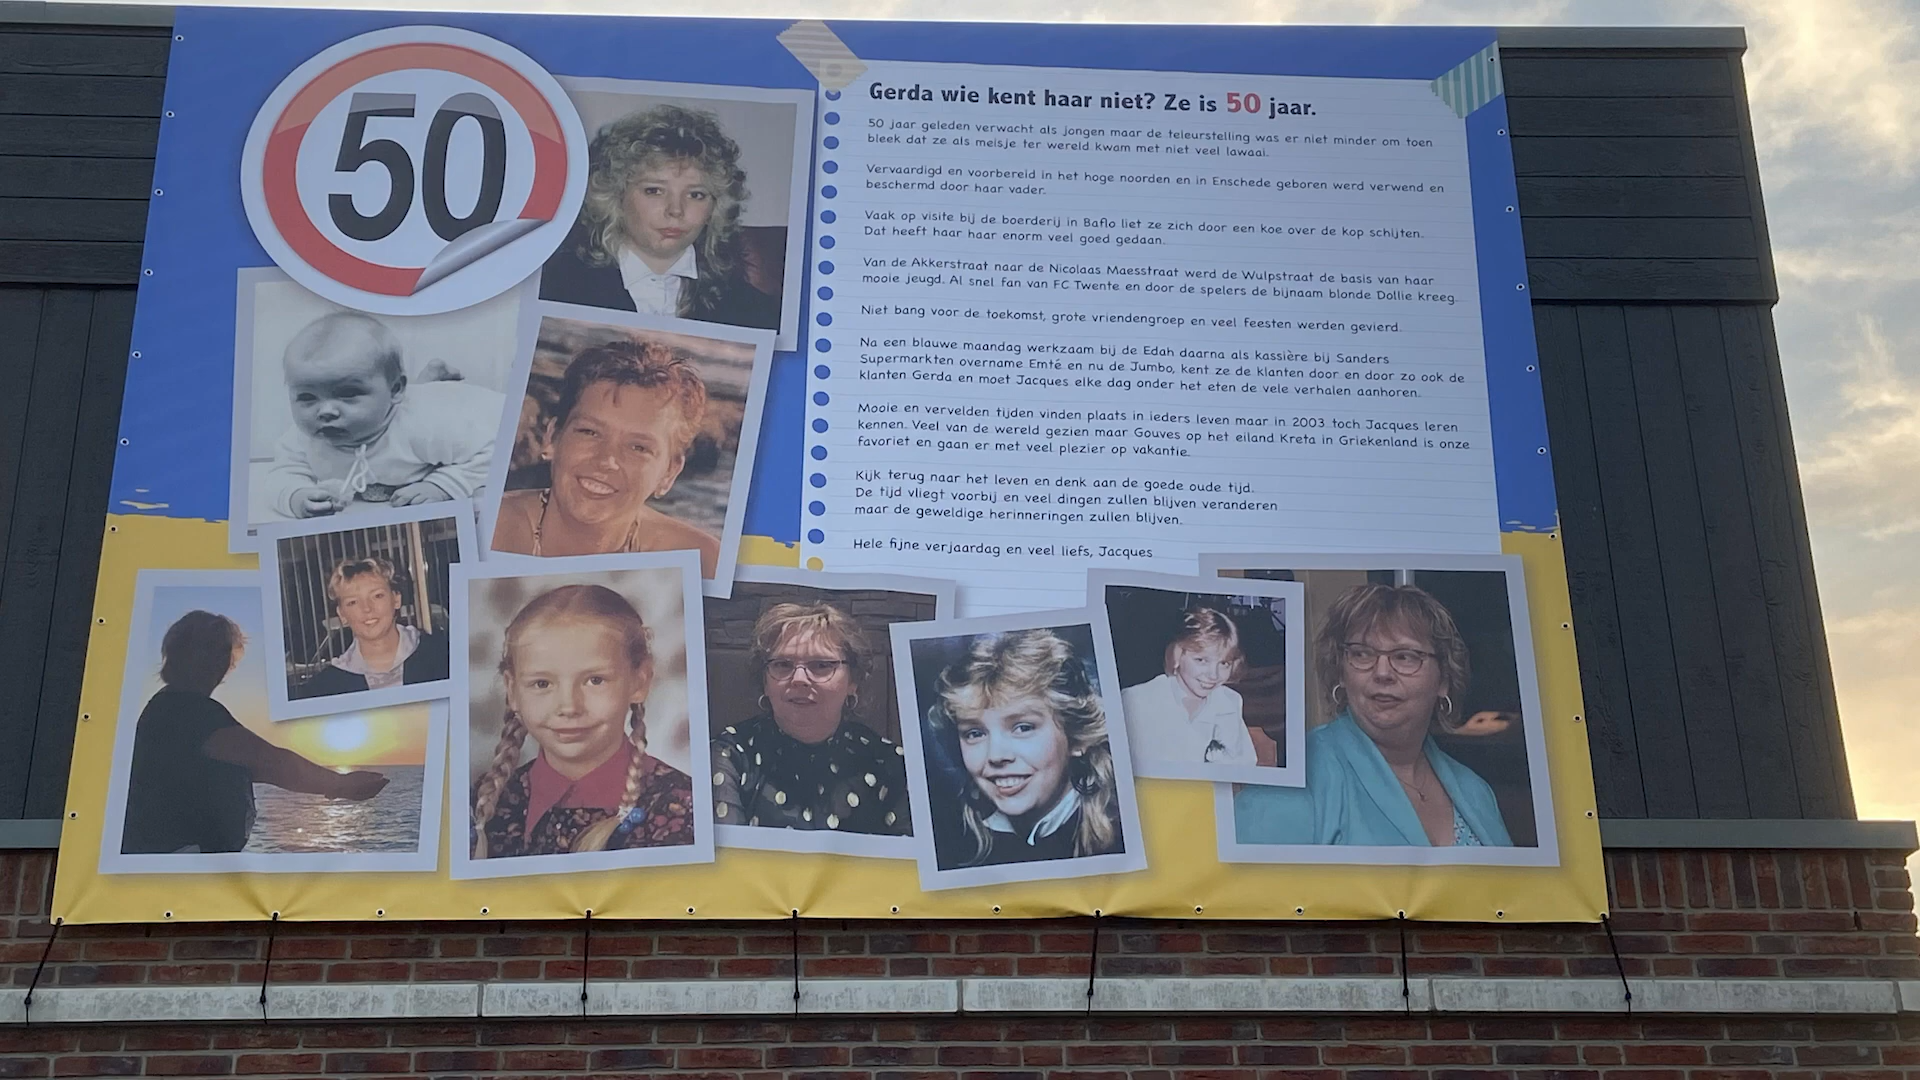 50
Gerda wie kent haar niet? Ze is 50 jaar.
50 jaar geleden verwacht als jongen maar de teleurstelling was er niet minder om toen
bleek dat ze als meisje ter wereld kwam met niet veel lawaai.
Vervaardigd en voorbereid in het hoge noorden en in Enschede geboren werd verwend en
beschermd door haar vader.
Vaak op visite bij de boerderij in Baflo liet ze zich door een koe over de kop schijten.
Dat heeft haar haar enorm veel goed gedaan.
Van de Akkerstraat naar de Nicolaas Maesstraat werd de Wulpstraat de basis van haar
mooie jeugd. Al snel fan van FC Twente en door de spelers de bijnaam blonde Dollie kreeg.
Niet bang voor de toekomst, grote vriendengroep en veel feesten werden gevierd.
Na een blauwe maandag werkzaam bij de Edah daarna als kassière bij Sanders
Supermarkten overname Emté en nu de Jumbo, kent ze de klanten door en door zo ook de
klanten Gerda en moet Jacques elke dag onder het eten de vele verhalen aanhoren.
Mooie en vervelden tijden vinden plaats in ieders leven maar in 2003 toch Jacques leren
kennen. Veel van de wereld gezien maar Gouves op het eiland Kreta in Griekenland is onze
favoriet en gaan er met veel plezier op vakantie.
Kijk terug naar het leven en denk aan de goede oude tijd.
De tijd vliegt voorbij en veel dingen zullen blijven veranderen
maar de geweldige herinneringen zullen blijven.
Hele fijne verjaardag en veel liefs, Jacques